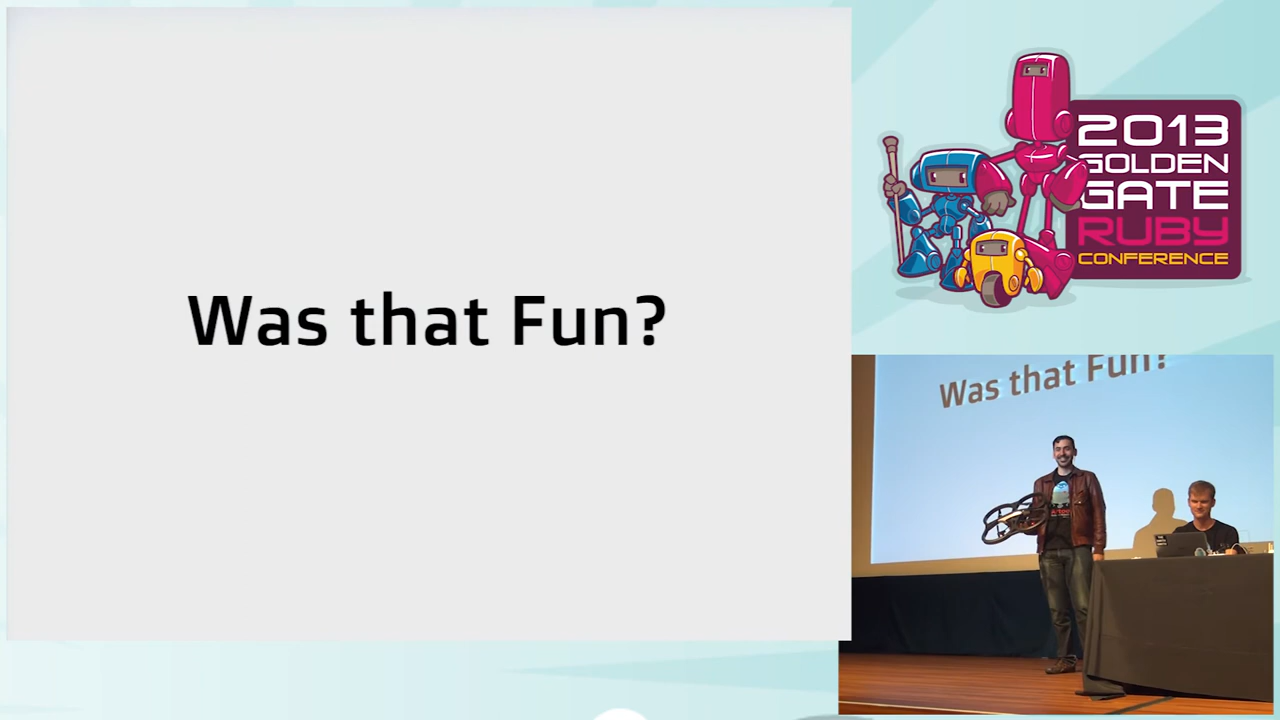 Was that Fun?
2013
GOLDEN
GATE
RUBY
CONFERENCE
Was that Fun?